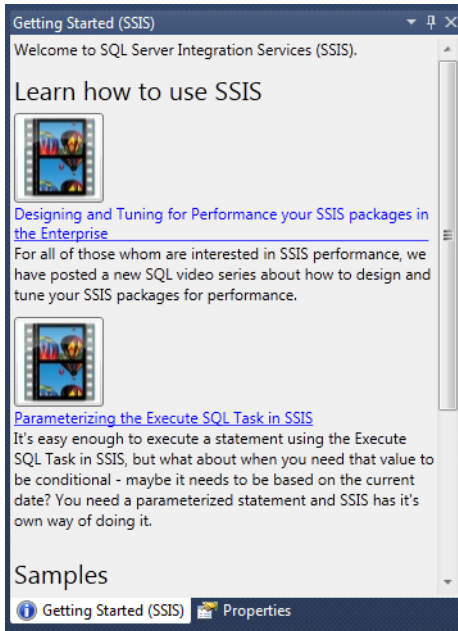 Getting Started (SSIS)
Welcome to SQL Server Integration Services (SSIS).
Learn how to use SSIS
Designing and Tuning for Performance your SSIS packages in
the Enterprise
For all of those whom are interested in SSIS performance, we
have posted a new SQL video series about how to design and
tune your SSIS packages for performance.
Parameterizing the Execute SQL Task in SSIS
It's easy enough to execute a statement using the Execute
SQL Task in SSIS, but what about when you need that value to
be conditional - maybe it needs to be based on the current
date? You need a parameterized statement and SSIS has it's
own way of doing it.
Samples
Getting Started (SSIS) Properties